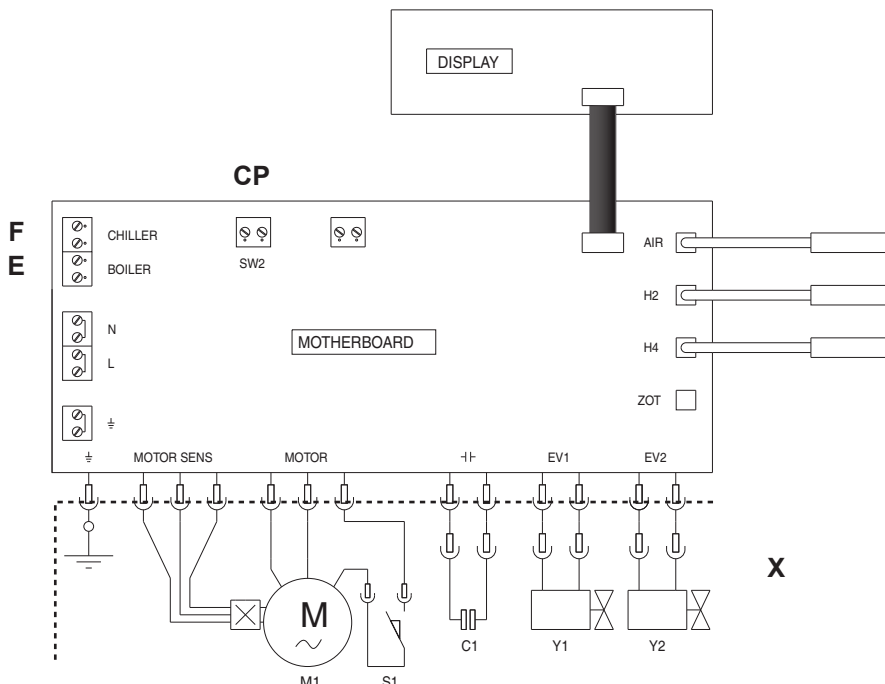 DISPLAY
CP
F
CHILLER
AIR
E
BOILER
SW2
H2
N
MOTHERBOARD
L
H4
ZOT
MOTOR SENS
MOTOR
EV1
EV2
X
M
C1
Y1
Y2
M1
S1